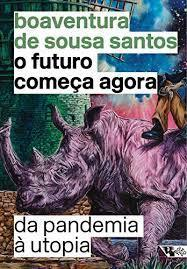 boaventura
de sousa santos
o futuro
começa agora
da pandemia
à utopia